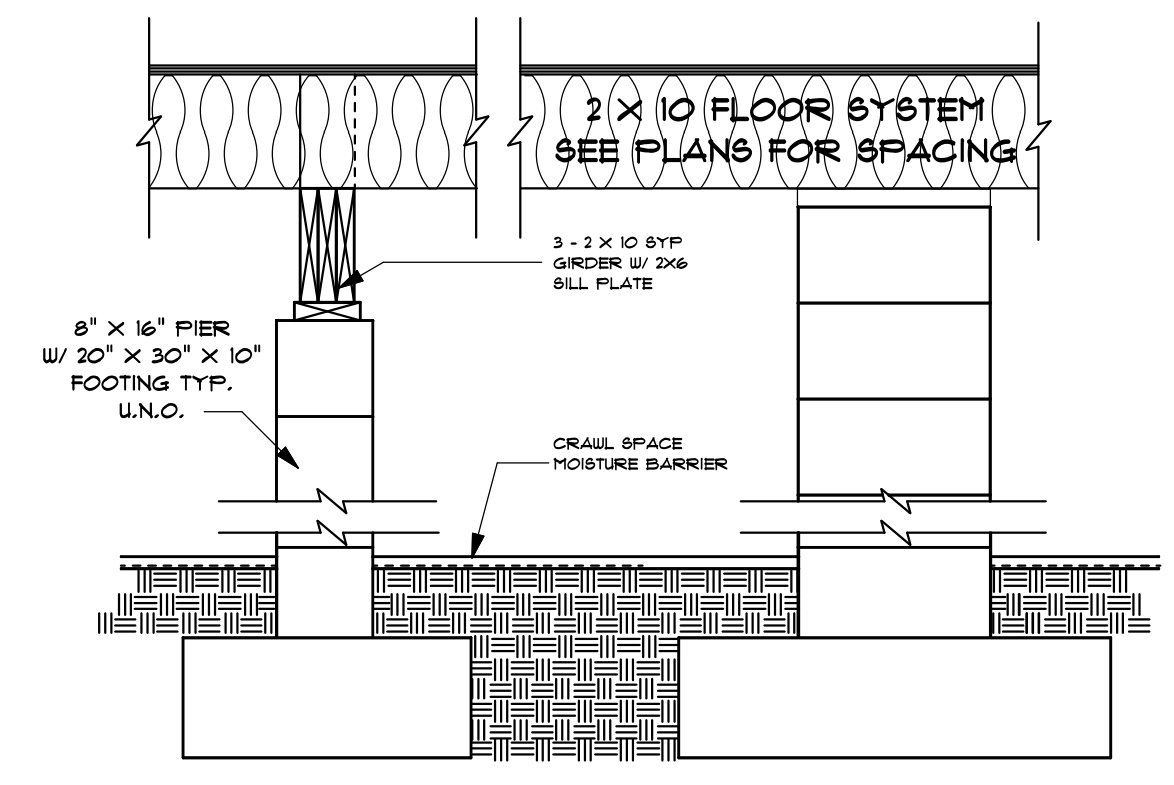 2 X 10 FLOOR SYSTEM
SEE PLANS FOR SPACING
3 - 2 X 10 SYP
GIRDER W/ 2X6
SILL PLATE
8" X 16" PIER
W/ 20" X 30" X 10"
FOOTING TYP.
U.N.O.
CRAWL SPACE
MOISTURE BARRIER